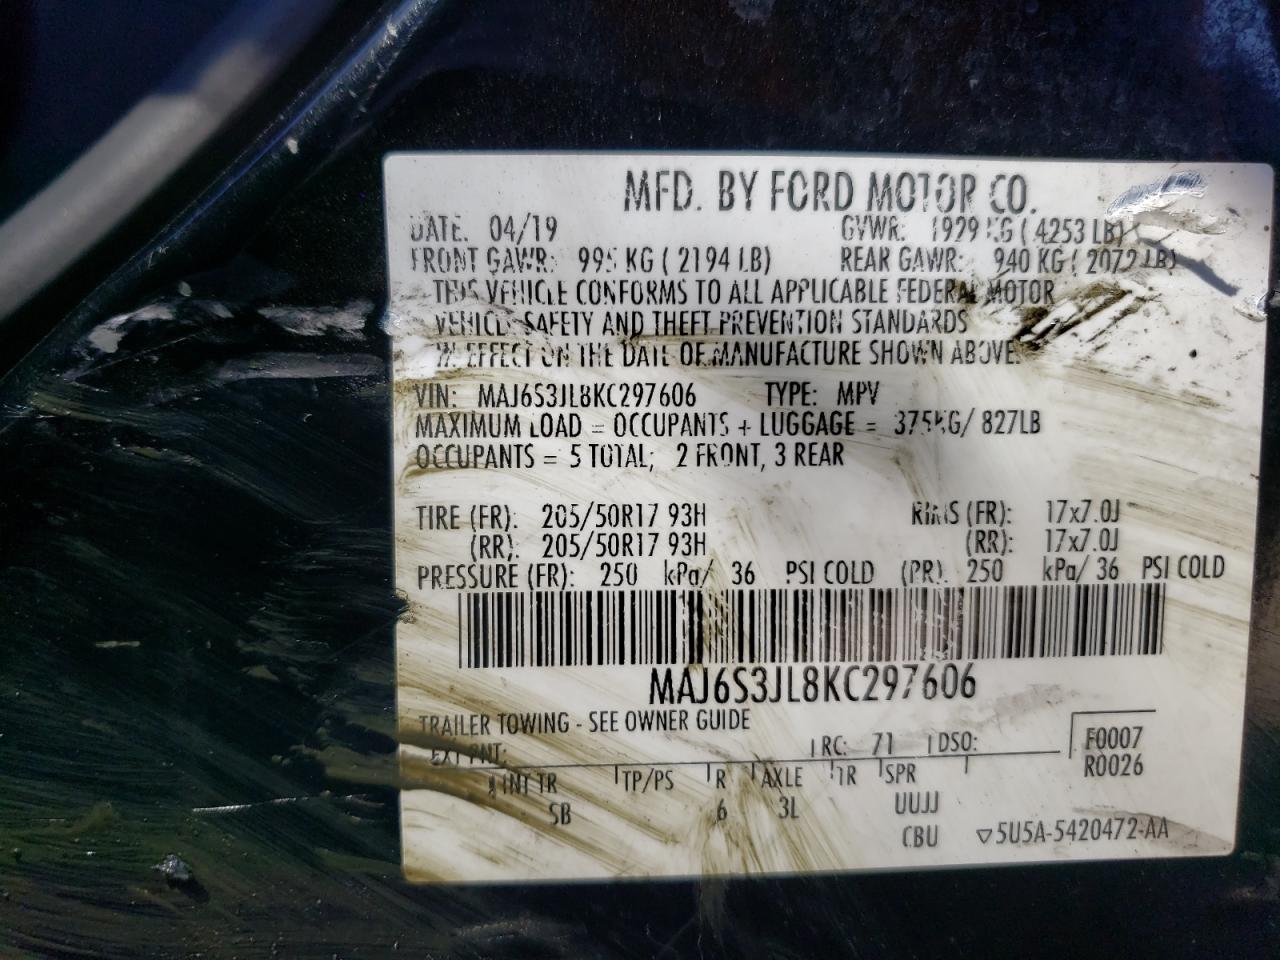 MFD. BY FORD MOTOR CO.
DATE: 04/19 GVWR: 1929 KG ( 4253 LB)
FRONT GAWR: 995 KG ( 2194 LB) REAR GAWR: 940 KG ( 2072 LB)
THIS VEHICLE CONFORMS TO ALL APPLICABLE FEDERAL MOTOR
VEHICLE SAFETY AND THEFT PREVENTION STANDARDS
IN EFFECT ON THE DATE OF MANUFACTURE SHOWN ABOVE.
VIN: MAJ6S3JL8KC297606 TYPE: MPV
MAXIMUM LOAD = OCCUPANTS + LUGGAGE = 375KG/ 827LB
OCCUPANTS = 5 TOTAL; 2 FRONT, 3 REAR
TIRE (FR): 205/50R17 93H RIMS (FR): 17x7.0J
(RR): 205/50R17 93H (RR): 17x7.0J
PRESSURE (FR): 250 kPa/ 36 PSI COLD (RR): 250 kPa/ 36 PSI COLD
MAJ6S3JL8KC297606
TRAILER TOWING - SEE OWNER GUIDE
EXT PNT: RC: 71 DSO: F0007
R0026
INT TR TP/PS R AXLE TR SPR
SB 6 3L UUJJ
CBU ▽5U5A-5420472-AA